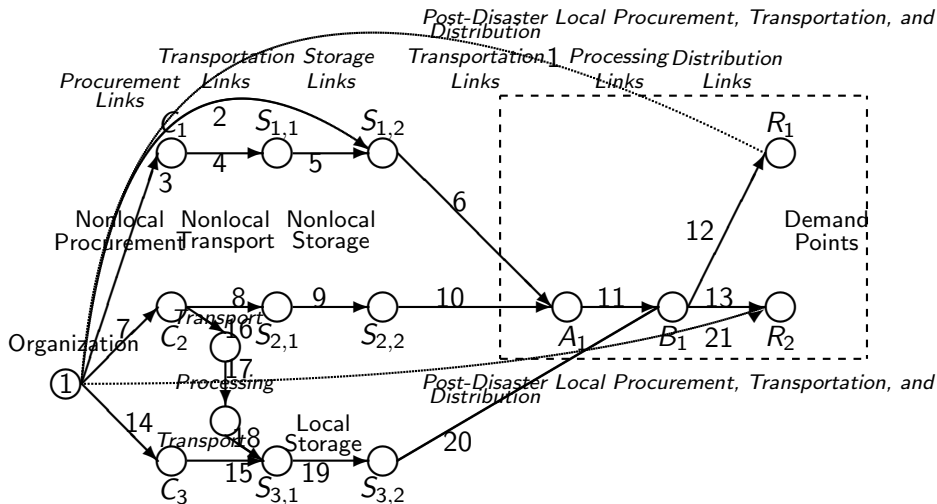 Post-Disaster Local Procurement, Transportation, and
Distribution
1
Transportation
Links
Storage
Links
Transportation
Links
Processing
Links
Distribution
Links
Procurement
Links
2
C1
S1,1
S1,2
R1
3
4
5
6
Nonlocal
Procurement
Nonlocal
Transport
Nonlocal
Storage
12
Demand
Points
7
8
9
10
11
13
Organization
C2
Transport
16
S2,1
S2,2
A1
B1
21
R2
17
1
Processing
Post-Disaster Local Procurement, Transportation, and
Distribution
14
Transport
18
Local
Storage
20
15
19
C3
S3,1
S3,2